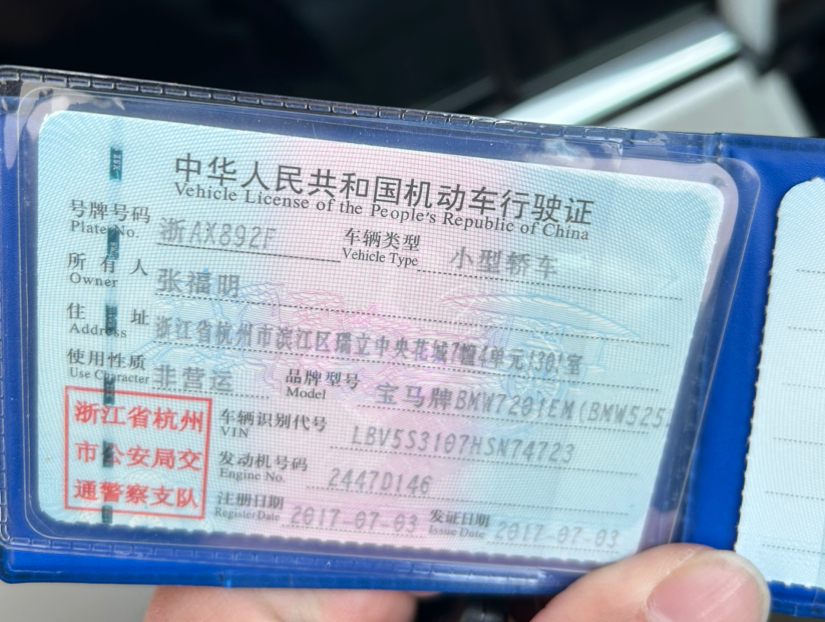 中华人民共和国机动车行驶证
Vehicle License of the People's Republic of China
号牌号码 浙AX892F 车辆类型 小型轿车
Plate No. Vehicle Type
所有人 张福明
Owner
住址 浙江省杭州市滨江区瑞立中央花城7幢4单元1301室
Address
使用性质 非营运 品牌型号 宝马牌BMW7201EM(BMW525
Use Character Model
浙江省杭州 车辆识别代号 LBV5S3107HSN74723
VIN
市公安局交 发动机号码 2447D146
Engine No.
通警察支队 注册日期 2017-07-03 发证日期 2017-07-03
Register Date Issue Date